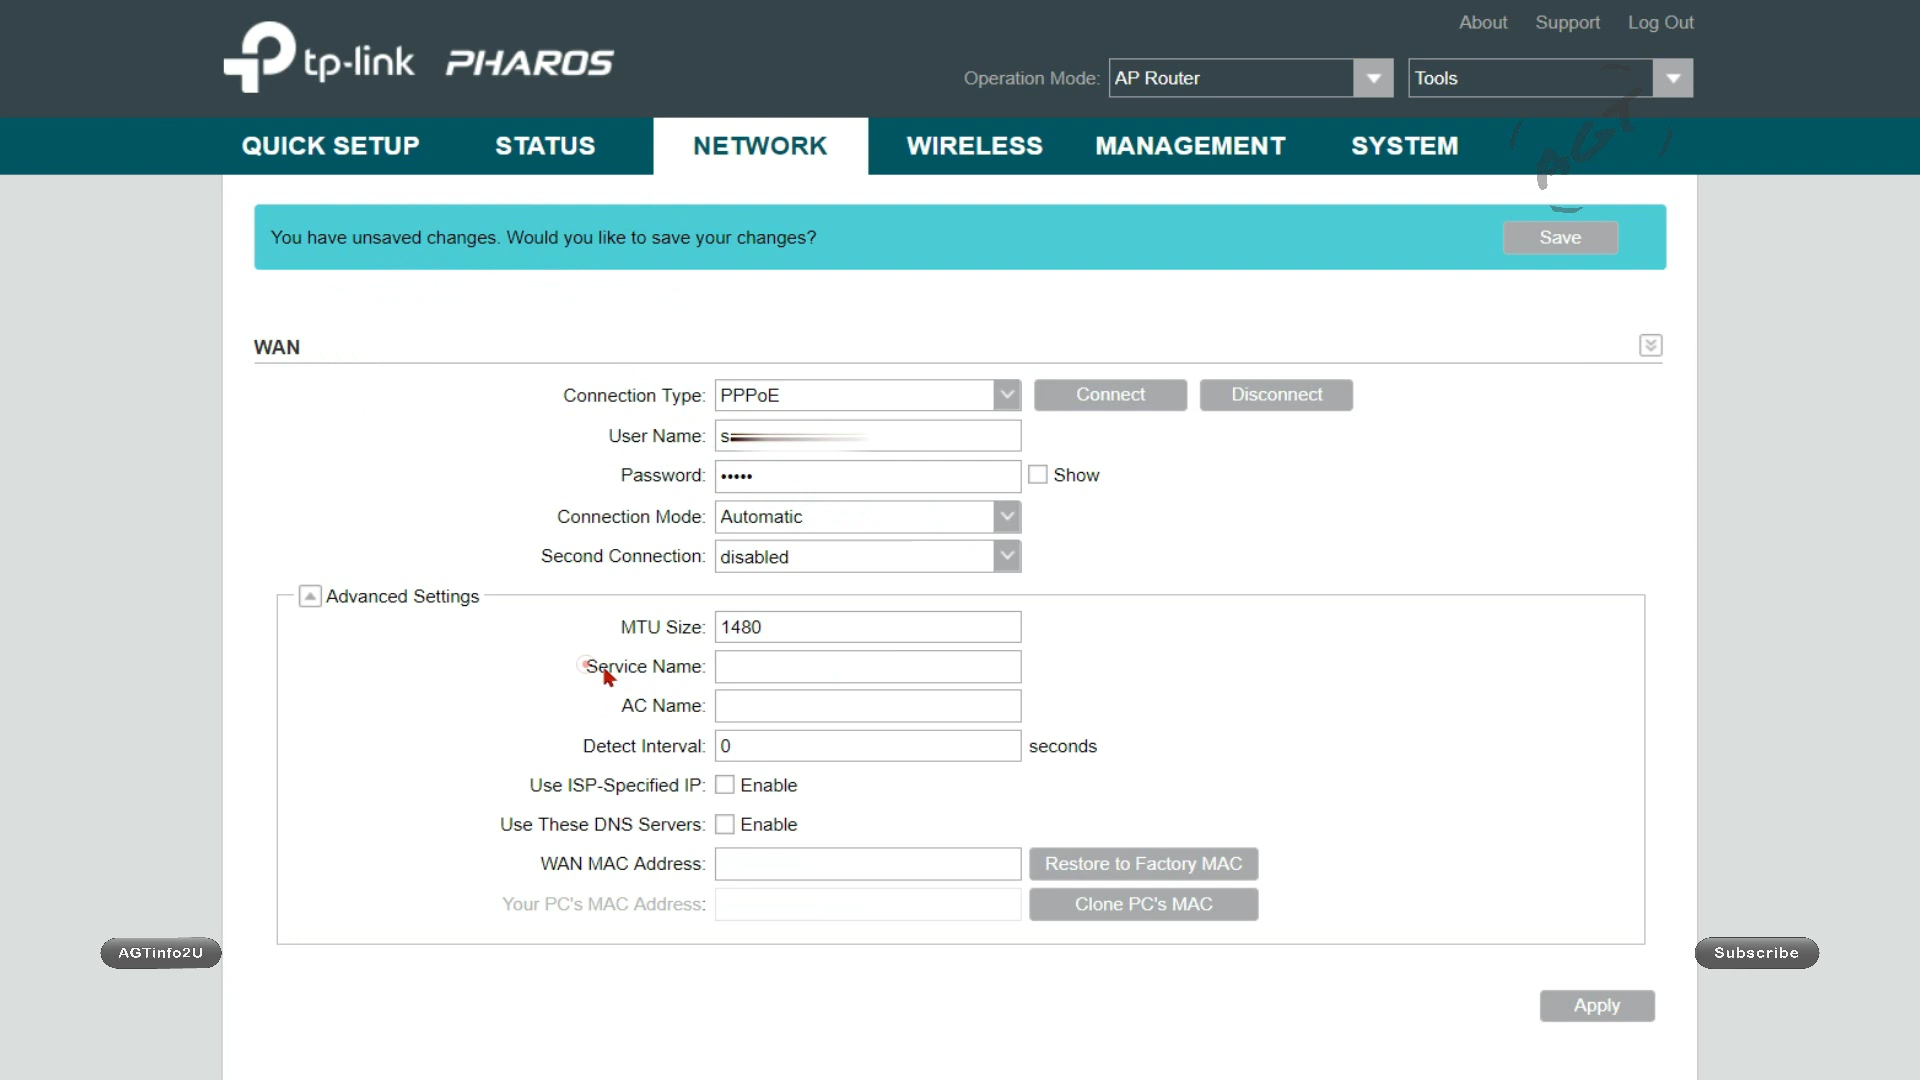 About Support Log Out
tp-link PHAROS
Operation Mode: AP Router Tools
QUICK SETUP STATUS NETWORK WIRELESS MANAGEMENT SYSTEM
AGT
You have unsaved changes. Would you like to save your changes? Save
WAN
Connection Type: PPPoE Connect Disconnect
User Name: s
Password: ••••• Show
Connection Mode: Automatic
Second Connection: disabled
Advanced Settings
MTU Size: 1480
Service Name:
AC Name:
Detect Interval: 0 seconds
Use ISP-Specified IP: Enable
Use These DNS Servers: Enable
WAN MAC Address: Restore to Factory MAC
Your PC's MAC Address: Clone PC's MAC
AGTinfo2U Subscribe
Apply